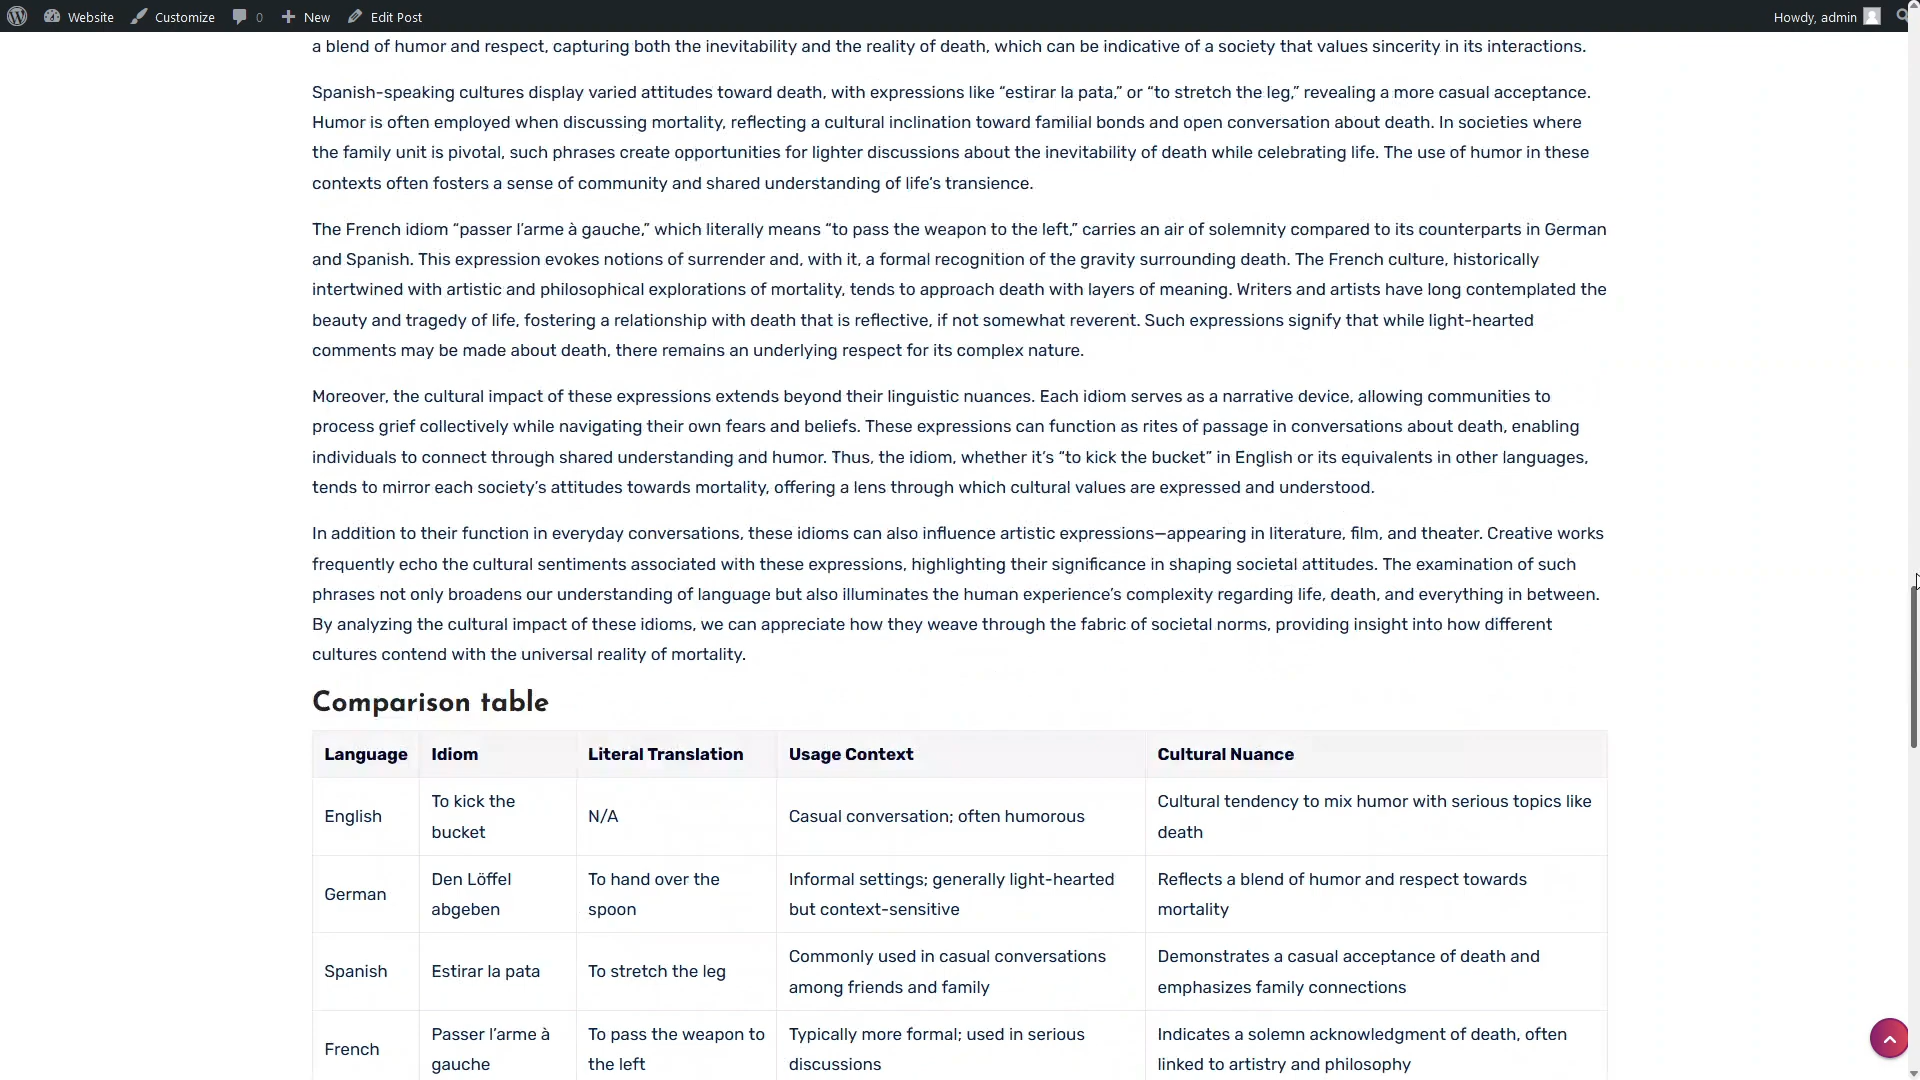 Website Customize 0 New Edit Post Howdy, admin
a blend of humor and respect, capturing both the inevitability and the reality of death, which can be indicative of a society that values sincerity in its interactions.
Spanish-speaking cultures display varied attitudes toward death, with expressions like “estirar la pata,” or “to stretch the leg,” revealing a more casual acceptance.
Humor is often employed when discussing mortality, reflecting a cultural inclination toward familial bonds and open conversation about death. In societies where
the family unit is pivotal, such phrases create opportunities for lighter discussions about the inevitability of death while celebrating life. The use of humor in these
contexts often fosters a sense of community and shared understanding of life’s transience.
The French idiom “passer l’arme à gauche,” which literally means “to pass the weapon to the left,” carries an air of solemnity compared to its counterparts in German
and Spanish. This expression evokes notions of surrender and, with it, a formal recognition of the gravity surrounding death. The French culture, historically
intertwined with artistic and philosophical explorations of mortality, tends to approach death with layers of meaning. Writers and artists have long contemplated the
beauty and tragedy of life, fostering a relationship with death that is reflective, if not somewhat reverent. Such expressions signify that while light-hearted
comments may be made about death, there remains an underlying respect for its complex nature.
Moreover, the cultural impact of these expressions extends beyond their linguistic nuances. Each idiom serves as a narrative device, allowing communities to
process grief collectively while navigating their own fears and beliefs. These expressions can function as rites of passage in conversations about death, enabling
individuals to connect through shared understanding and humor. Thus, the idiom, whether it’s “to kick the bucket” in English or its equivalents in other languages,
tends to mirror each society’s attitudes towards mortality, offering a lens through which cultural values are expressed and understood.
In addition to their function in everyday conversations, these idioms can also influence artistic expressions—appearing in literature, film, and theater. Creative works
frequently echo the cultural sentiments associated with these expressions, highlighting their significance in shaping societal attitudes. The examination of such
phrases not only broadens our understanding of language but also illuminates the human experience’s complexity regarding life, death, and everything in between.
By analyzing the cultural impact of these idioms, we can appreciate how they weave through the fabric of societal norms, providing insight into how different
cultures contend with the universal reality of mortality.
Comparison table
Language Idiom Literal Translation Usage Context Cultural Nuance
English
To kick the
bucket
N/A
Casual conversation; often humorous
Cultural tendency to mix humor with serious topics like
death
German
Den Löffel
abgeben
To hand over the
spoon
Informal settings; generally light-hearted
but context-sensitive
Reflects a blend of humor and respect towards
mortality
Spanish
Estirar la pata
To stretch the leg
Commonly used in casual conversations
among friends and family
Demonstrates a casual acceptance of death and
emphasizes family connections
French
Passer l’arme à
gauche
To pass the weapon to
the left
Typically more formal; used in serious
discussions
Indicates a solemn acknowledgment of death, often
linked to artistry and philosophy